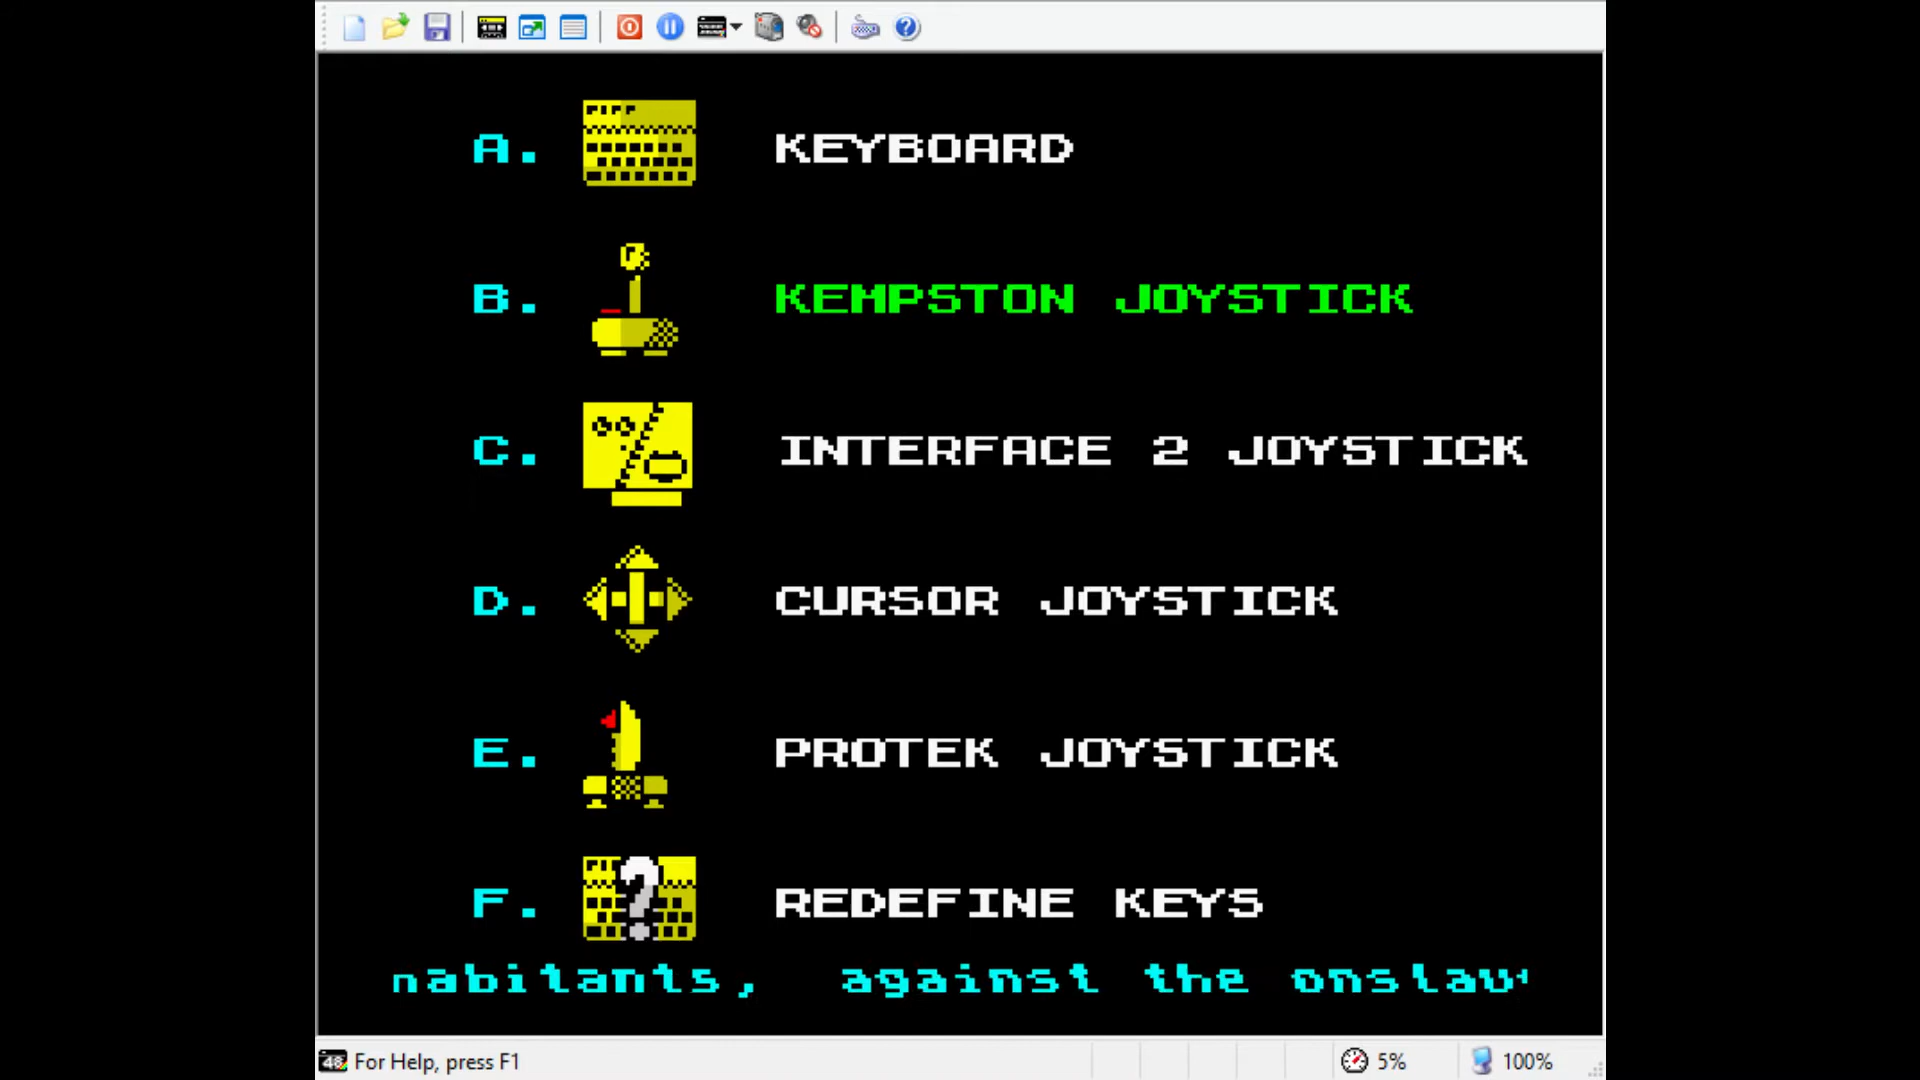 A. KEYBOARD
B. KEMPSTON JOYSTICK
C. INTERFACE 2 JOYSTICK
D. CURSOR JOYSTICK
E. PROTEK JOYSTICK
F. REDEFINE KEYS
against the
48 For Help, press F1 5% 100%